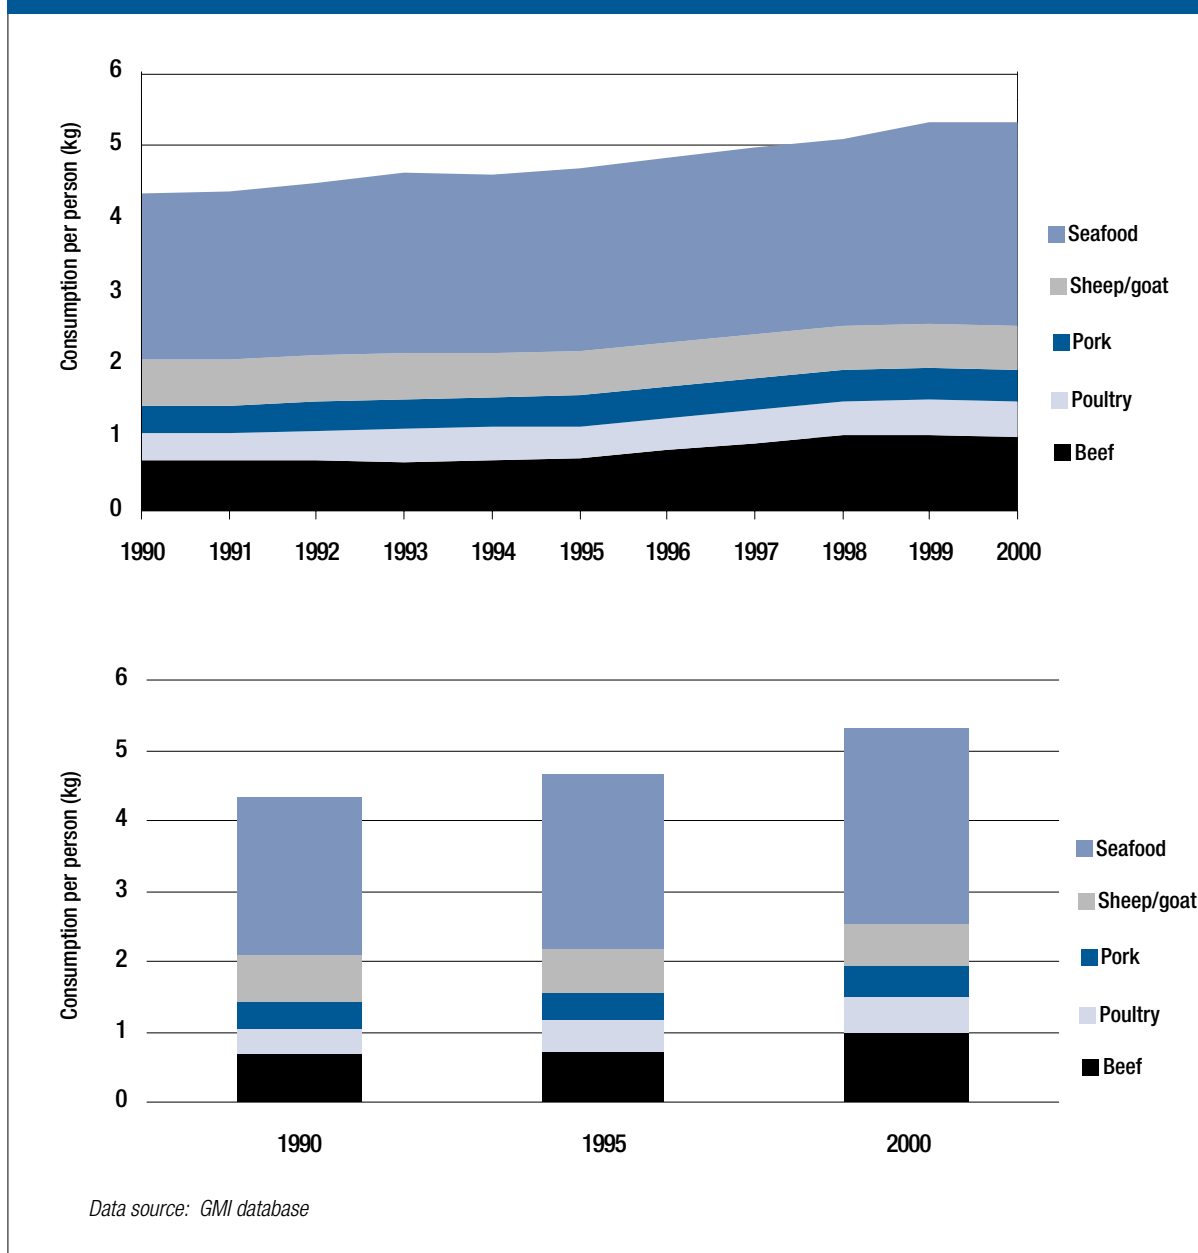 6
5
4
3
2
1
0
Consumption per person (kg)
1990 1991 1992 1993 1994 1995 1996 1997 1998 1999 2000
Seafood
Sheep/goat
Pork
Poultry
Beef
6
5
4
3
2
1
0
Consumption per person (kg)
1990 1995 2000
Seafood
Sheep/goat
Pork
Poultry
Beef
Data source: GMI database